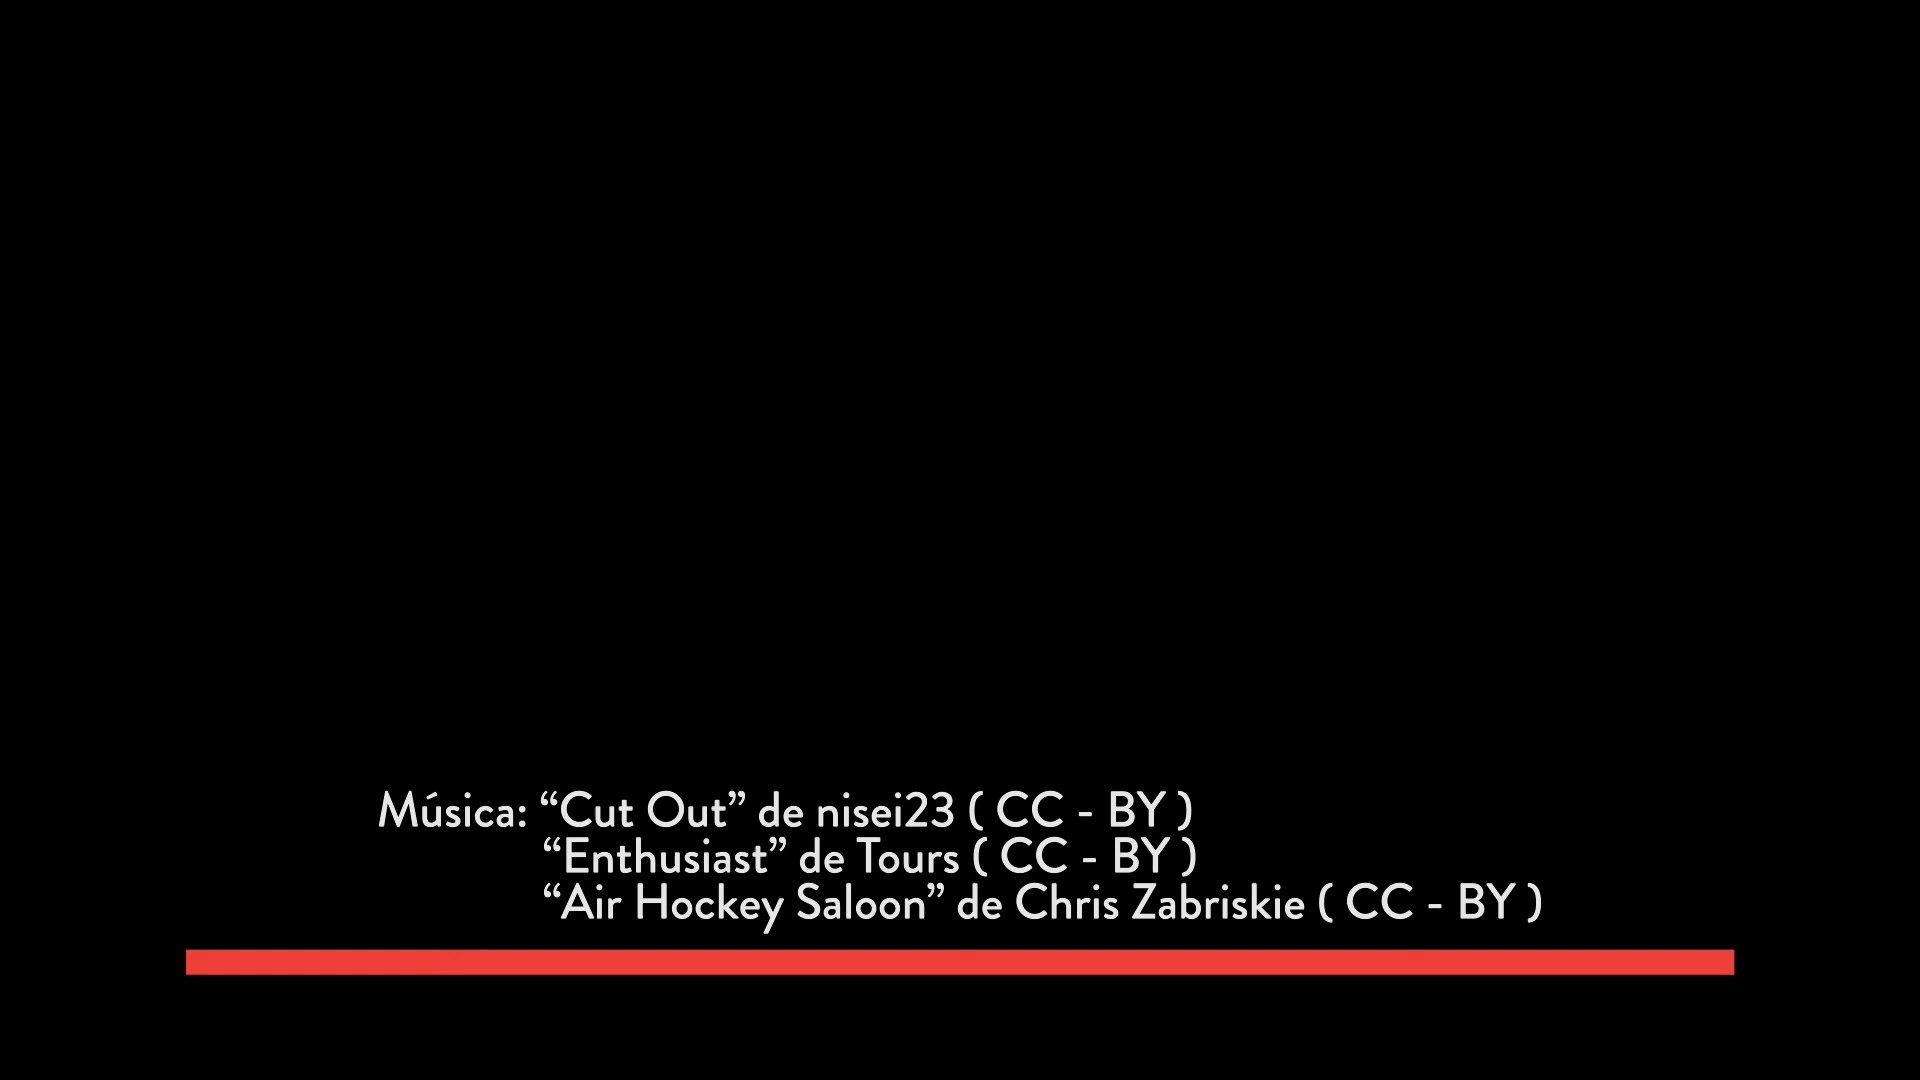 Música: “Cut Out” de nisei23 ( CC - BY )
“Enthusiast” de Tours ( CC - BY )
“Air Hockey Saloon” de Chris Zabriskie ( CC - BY )